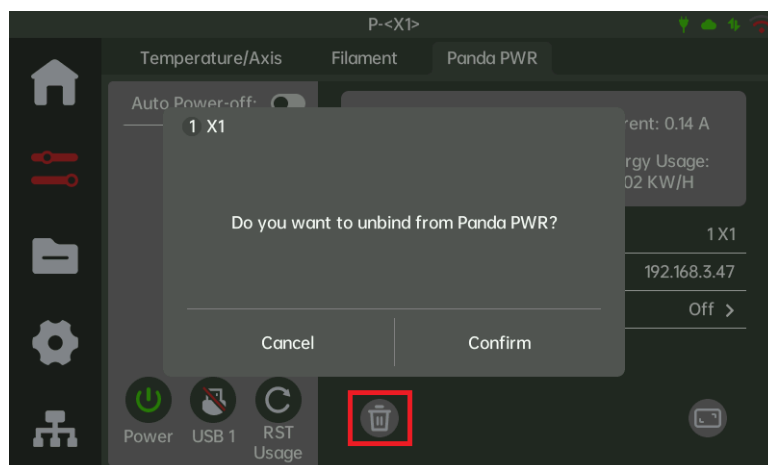 P-<X1>
Temperature/Axis Filament Panda PWR
Auto Power-off:
1 X1
rent: 0.14 A
rgy Usage:
02 KW/H
Do you want to unbind from Panda PWR?
1 X1
192.168.3.47
Off >
Cancel Confirm
Power USB 1 RST
Usage